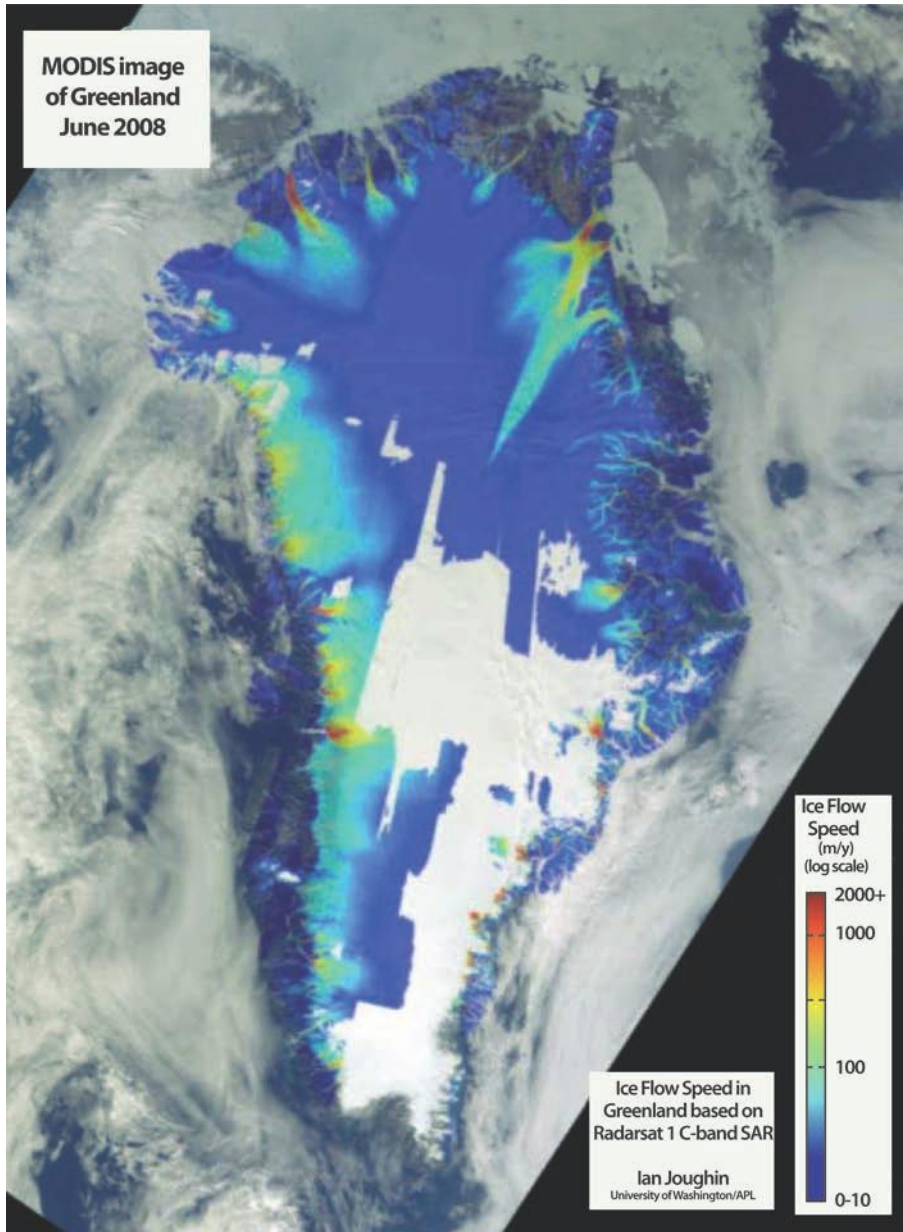 MODIS image
of Greenland
June 2008
Ice Flow
Speed
(m/y)
(log scale)
2000+
1000
100
0-10
Ice Flow Speed in
Greenland based on
Radarsat 1 C-band SAR
Ian Joughin
University of Washington/APL